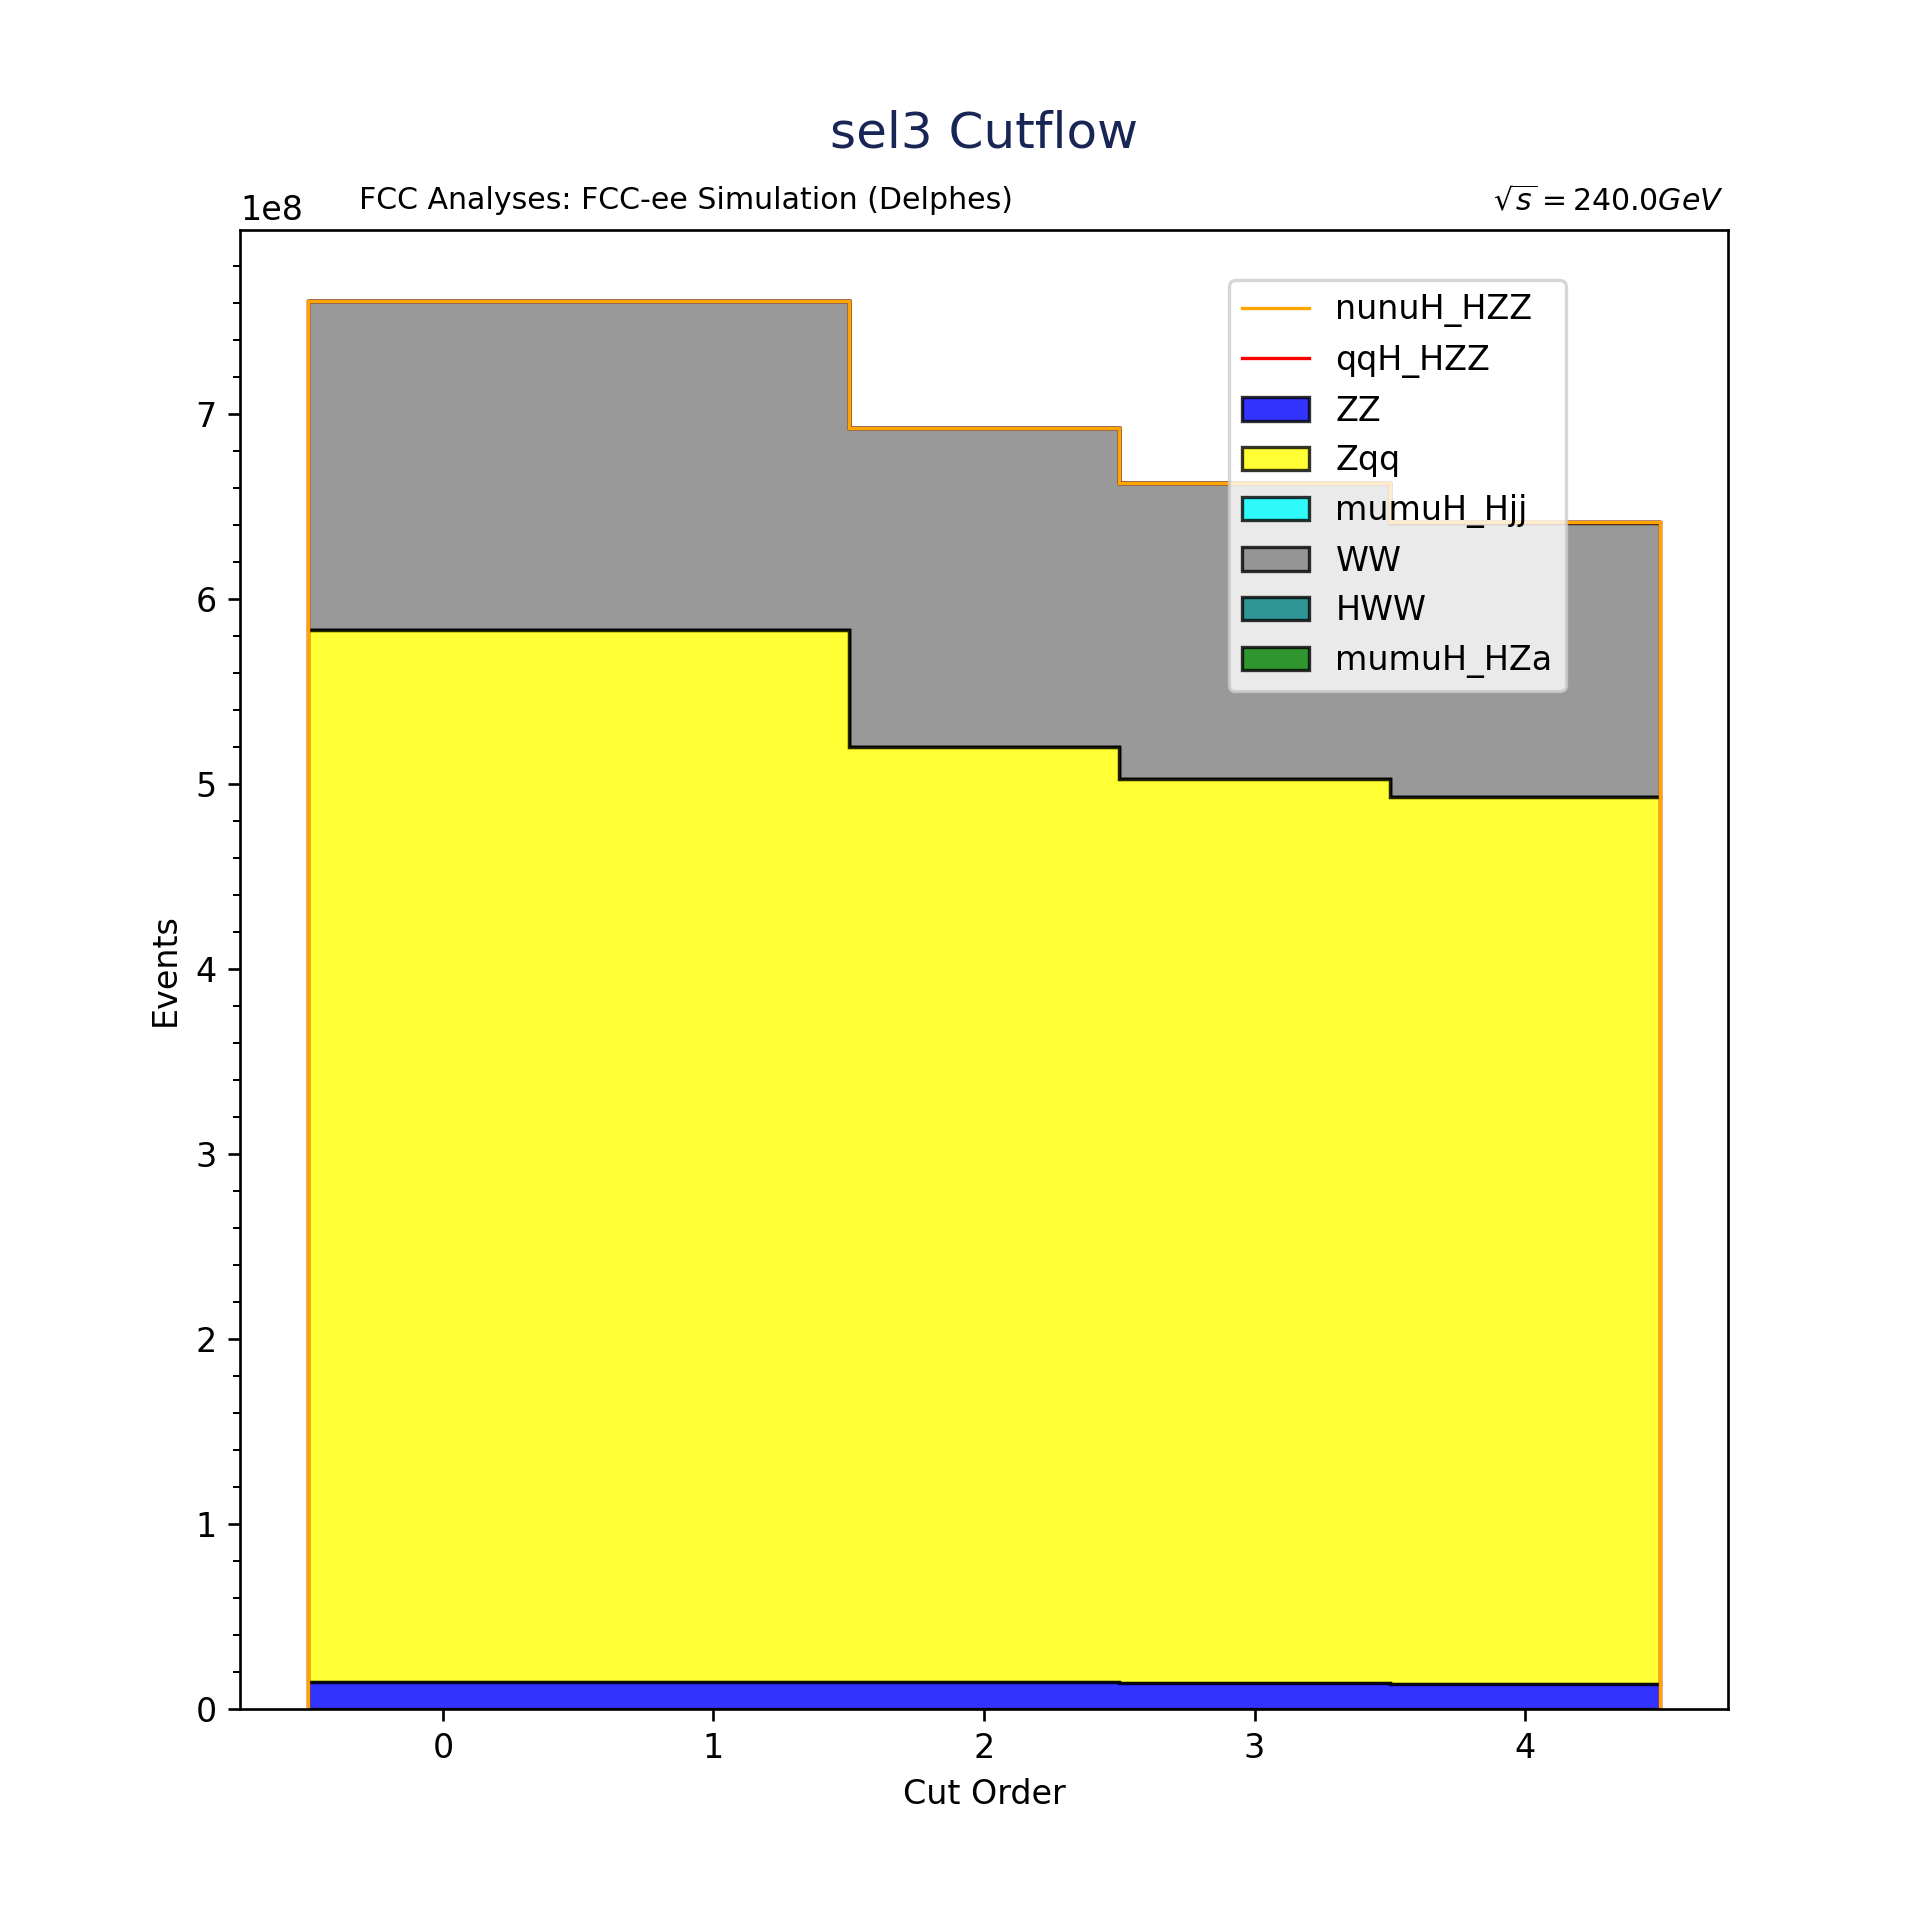 sel3 Cutflow
1e8 FCC Analyses: FCC-ee Simulation (Delphes) √s = 240.0GeV
nunuH_HZZ
qqH_HZZ
ZZ
Zqq
mumuH_Hjj
WW
HWW
mumuH_HZa
7
6
5
4
3
2
1
0
Events
0 1 2 3 4
Cut Order